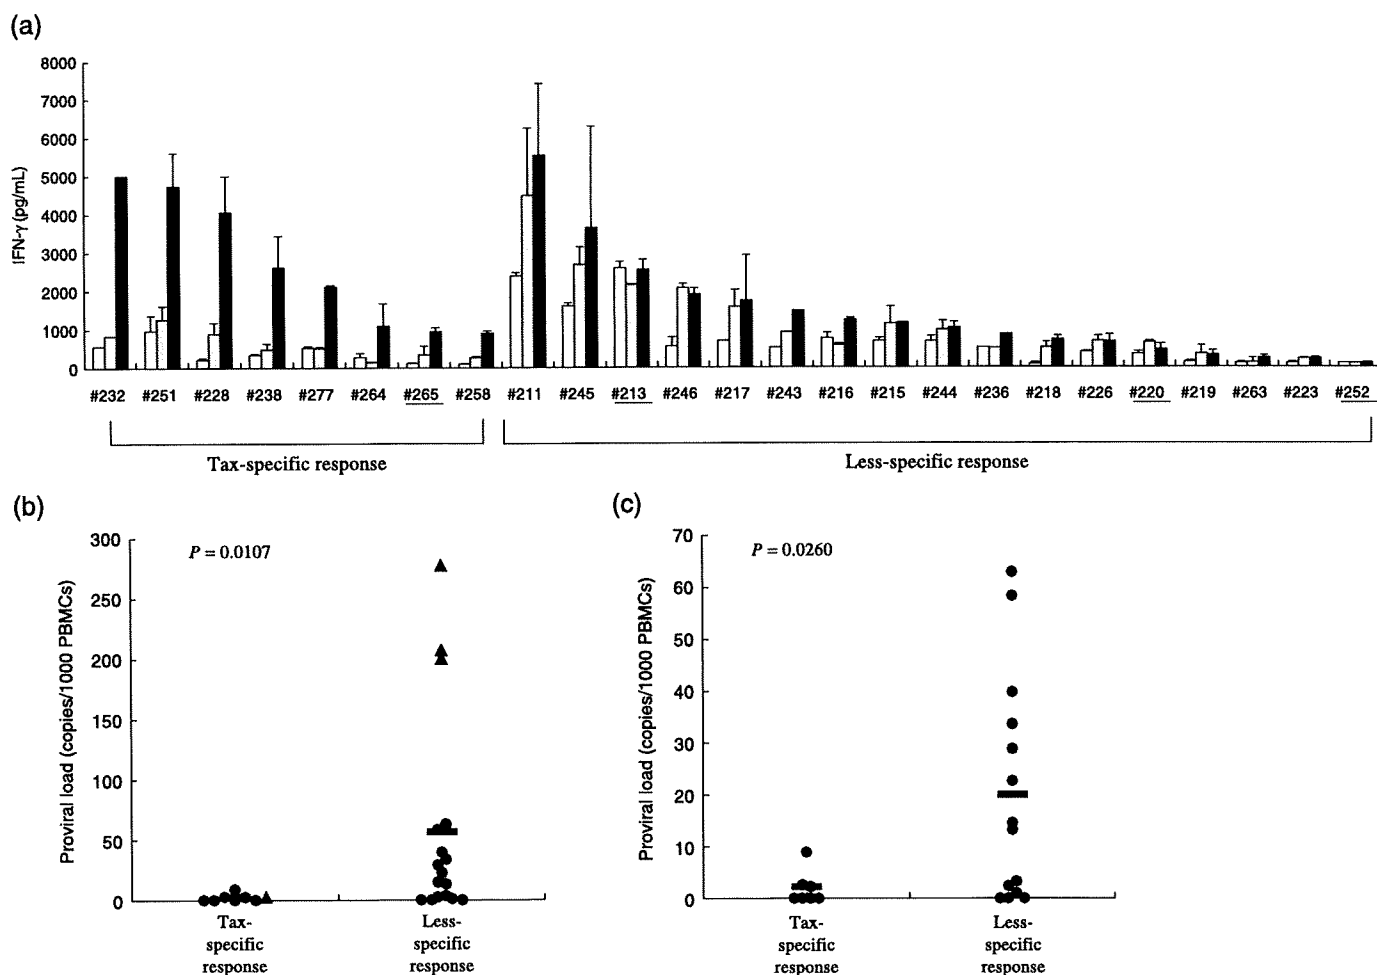 (a)
8000
7000
6000
5000
4000
3000
2000
1000
0
IFN-γ (pg/mL)
#232 #251 #228 #238 #277 #264 #265 #258 #211 #245 #213 #246 #217 #243 #216 #215 #244 #236 #218 #226 #220 #219 #263 #223 #252
Tax-specific response Less-specific response
(b)
P = 0.0107
300
250
200
150
100
50
0
Proviral load (copies/1000 PBMCs)
Tax-
specific
response
Less-
specific
response
(c)
P = 0.0260
70
60
50
40
30
20
10
0
Proviral load (copies/1000 PBMCs)
Tax-
specific
response
Less-
specific
response